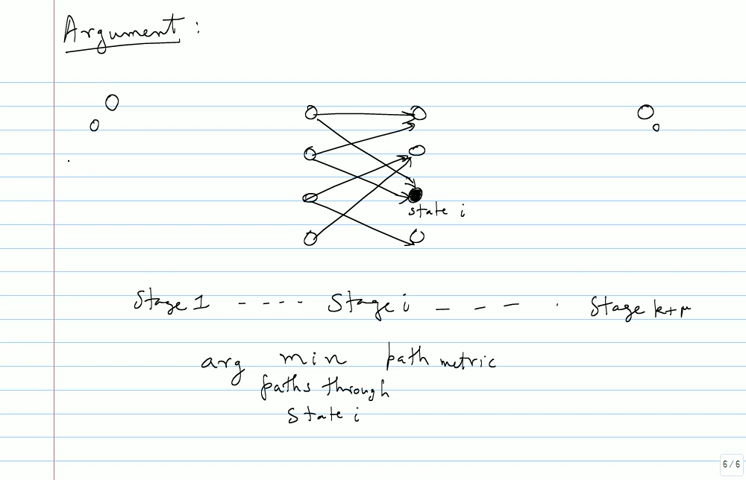 Argument :
state i
Stage 1 - - - - Stage i - - - . Stage k+μ
arg min path metric
paths through
state i
6 / 6